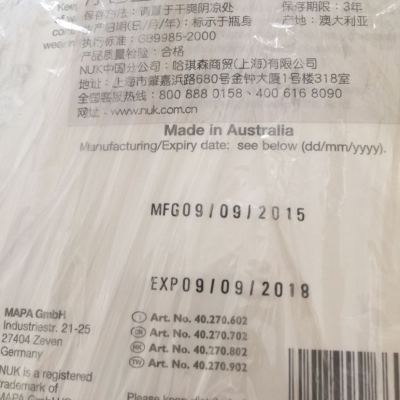 保存方法：请置于干爽阴凉处 保存期限：3年
生产日期(日/月/年)：标示于瓶身 产地：澳大利亚
执行标准：GB9985-2000
产品质量检验：合格
NUK中国分公司：哈琪森商贸(上海)有限公司
地址：上海市肇嘉浜路680号金钟大厦1号楼318室
全国客服热线：800 888 0158、400 616 8090
网址：www.nuk.com.cn
Made in Australia
Manufacturing/Expiry date: see below (dd/mm/yyyy).
MFG09/09/2015
EXP09/09/2018
MAPA GmbH
Industriestr. 21-25
27404 Zeven
Germany
NUK is a registered
trademark of
Art. No. 40.270.602
Art. No. 40.270.702
HK Art. No. 40.270.802
TW Art. No. 40.270.902
Please keep